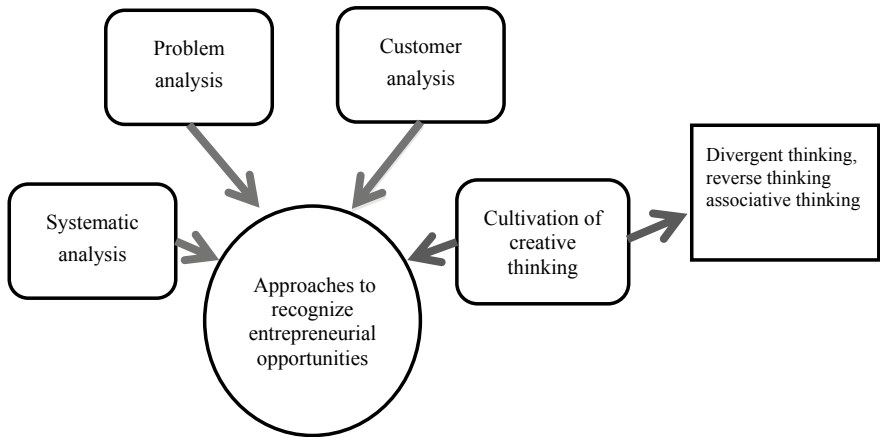 Problem
analysis
Customer
analysis
Divergent thinking,
reverse thinking
associative thinking
Systematic
analysis
Cultivation of
creative
thinking
Approaches to
recognize
entrepreneurial
opportunities